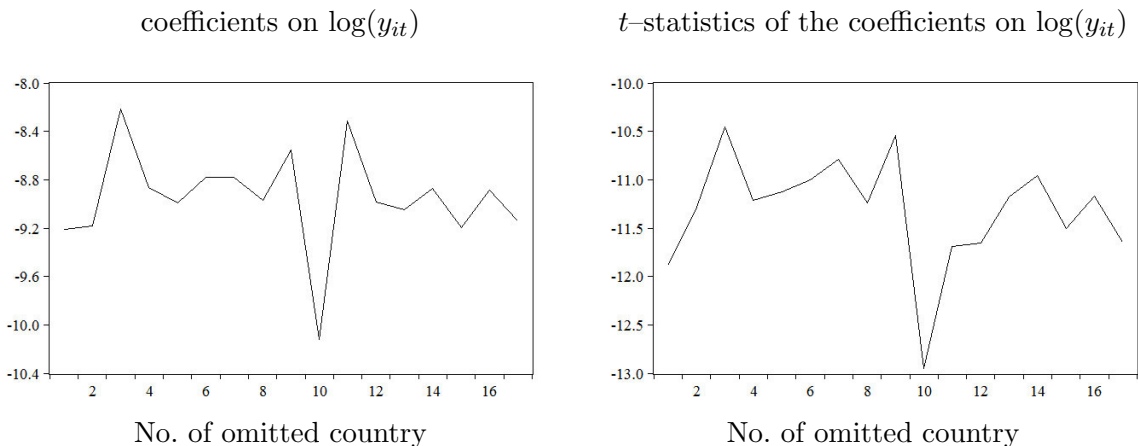 coefficients on log(y_it)
t–statistics of the coefficients on log(y_it)
-8.0
-8.4
-8.8
-9.2
-9.6
-10.0
-10.4
2 4 6 8 10 12 14 16
No. of omitted country
-10.0
-10.5
-11.0
-11.5
-12.0
-12.5
-13.0
2 4 6 8 10 12 14 16
No. of omitted country